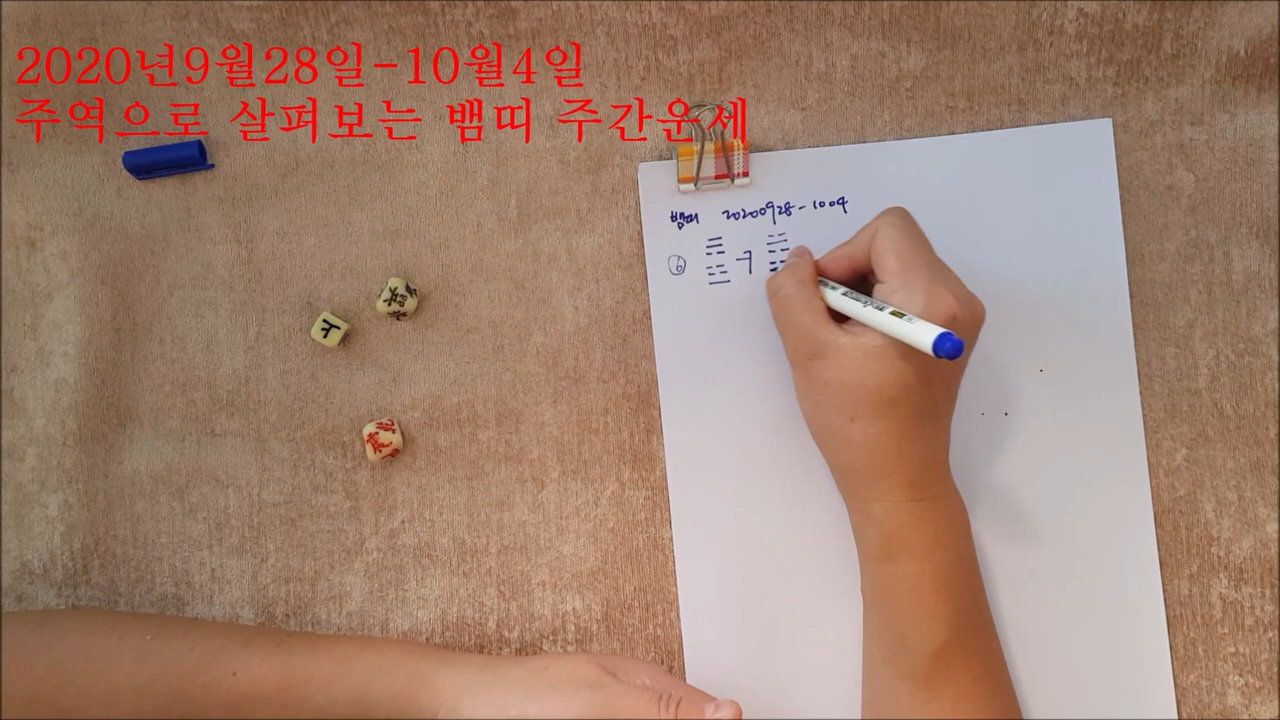 2020년9월28일-10월4일
주역으로 살펴보는 뱀띠 주간운세
뱀띠 20200928-1004
⑥